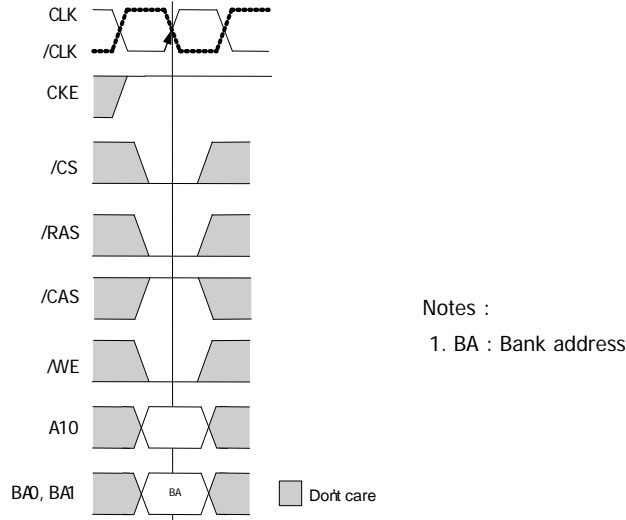 CLK
/CLK
CKE
/CS
/RAS
/CAS
/WE
A10
BA0, BA1
BA
Don't care
Notes :
1. BA : Bank address